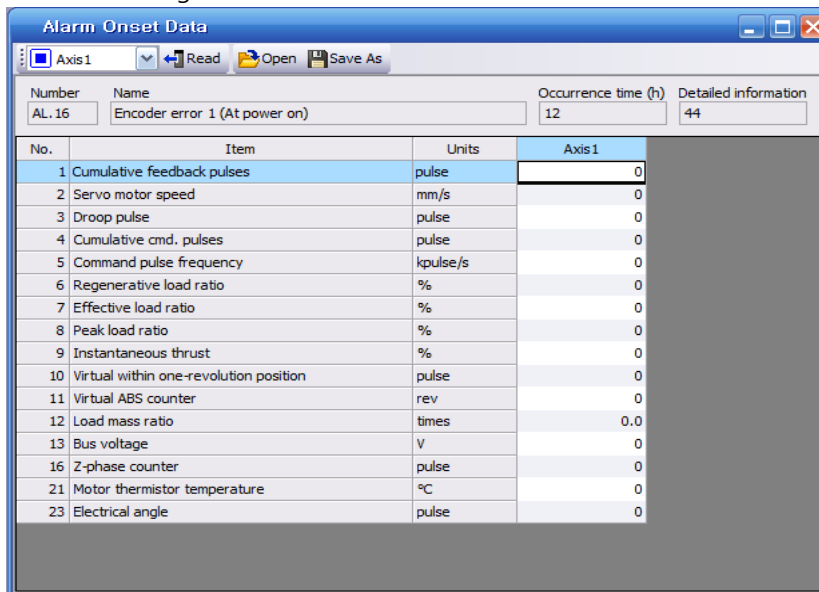 Alarm Onset Data
Axis1 Read Open Save As
Number Name Occurrence time (h) Detailed information
AL.16 Encoder error 1 (At power on) 12 44
No. Item Units Axis1
1 Cumulative feedback pulses pulse 0
2 Servo motor speed mm/s 0
3 Droop pulse pulse 0
4 Cumulative cmd. pulses pulse 0
5 Command pulse frequency kpulse/s 0
6 Regenerative load ratio % 0
7 Effective load ratio % 0
8 Peak load ratio % 0
9 Instantaneous thrust % 0
10 Virtual within one-revolution position pulse 0
11 Virtual ABS counter rev 0
12 Load mass ratio times 0.0
13 Bus voltage V 0
16 Z-phase counter pulse 0
21 Motor thermistor temperature °C 0
23 Electrical angle pulse 0